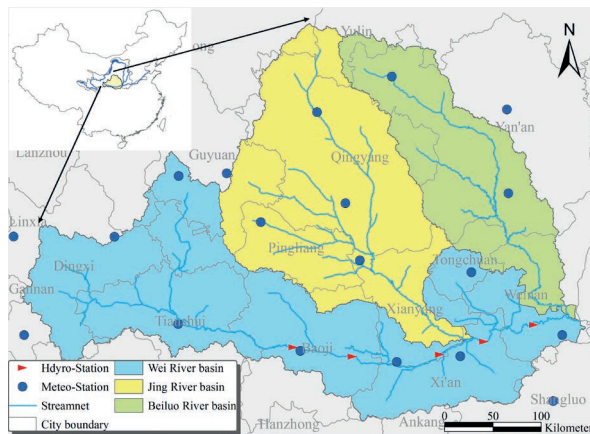 Yulin
ong
N
Yan'an
Lanzhou
Guyuan
Qingyang
Linxia
Pingliang
Tongchuan
Dingxi
Gannan
Xianying
Weinan
Tianshui
Baoji
Xi'an
Shangluo
Hanzhong
Ankang
Hdyro-Station
Wei River basin
Meteo-Station
Jing River basin
Streamnet
Beiluo River basin
City boundary
0 50 100
Kilometer